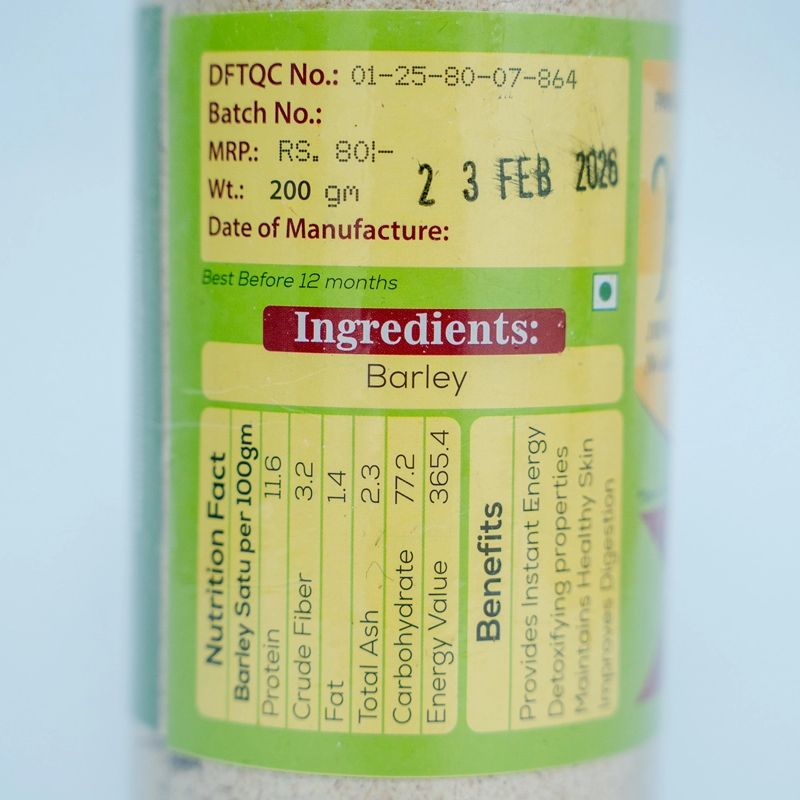 DFTQC No.: 01-25-80-07-864
Batch No.:
MRP.: RS. 80/-
Wt.: 200 gm
23 FEB 2026
Date of Manufacture:
Best Before 12 months
Ingredients:
Barley
Nutrition Fact
Barley Satu per 100gm
Protein 11.6
Crude Fiber 3.2
Fat 1.4
Total Ash 2.3
Carbohydrate 77.2
Energy Value 365.4
Benefits
Provides Instant Energy
Detoxifying properties
Maintains Healthy Skin
Improves Digestion